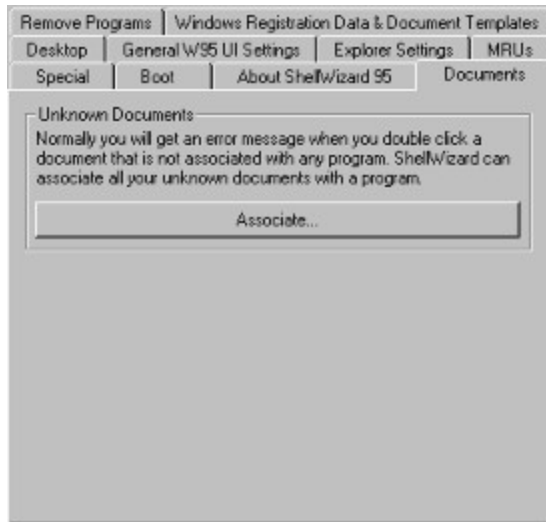 Remove Programs Windows Registration Data & Document Templates
Desktop General W95 UI Settings Explorer Settings MRUs
Special Boot About ShellWizard 95 Documents
Unknown Documents
Normally you will get an error message when you double click a
document that is not associated with any program. ShellWizard can
associate all your unknown documents with a program.
Associate...